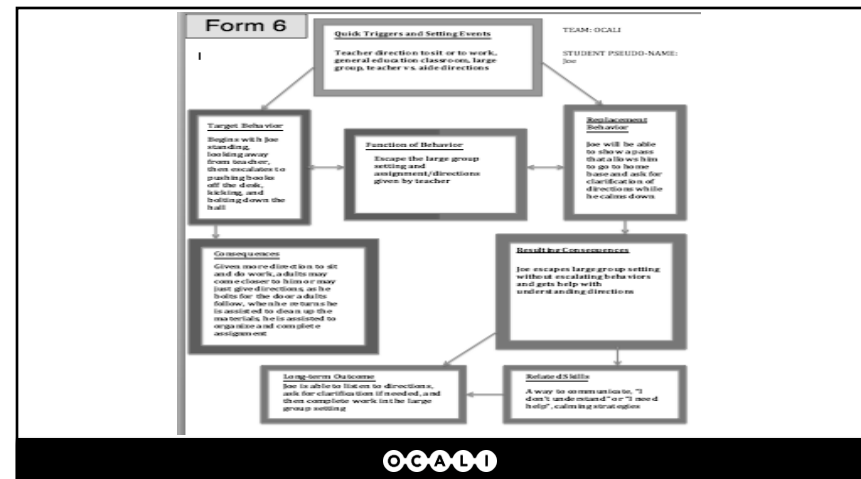 Form 6
I
Quick Triggers and Setting Events
Teacher direction to sit or to work,
general education classroom, large
group, teacher vs. aide directions
TEAM: OCALI
STUDENT PSEUDO-NAME:
Joe
Target Behavior
Begins with Joe
standing,
looking away
from teacher,
then escalates to
pushing books
off the desk,
kicking, and
bolting down the
hall
Function of Behavior
Escape the large group
setting and
assignment/directions
given by teacher
Replacement
Behavior
Joe will be able
to show a pass
that allows him
to go to home
base and ask for
clarification of
directions while
he calms down
Consequences
Given more direction to sit
and do work, adults may
come closer to him or may
just give directions, as he
bolts for the door adults
follow, when he returns he
is assisted to clean up the
materials, he is assisted to
organize and complete
assignment
Resulting Consequences
Joe escapes large group setting
without escalating behaviors
and gets help with
understanding directions
Long-term Outcome
Joe is able to listen to directions,
ask for clarification if needed, and
then complete work in the large
group setting
Related Skills
A way to communicate, "I
don't understand" or "I need
help", calming strategies
OCALI